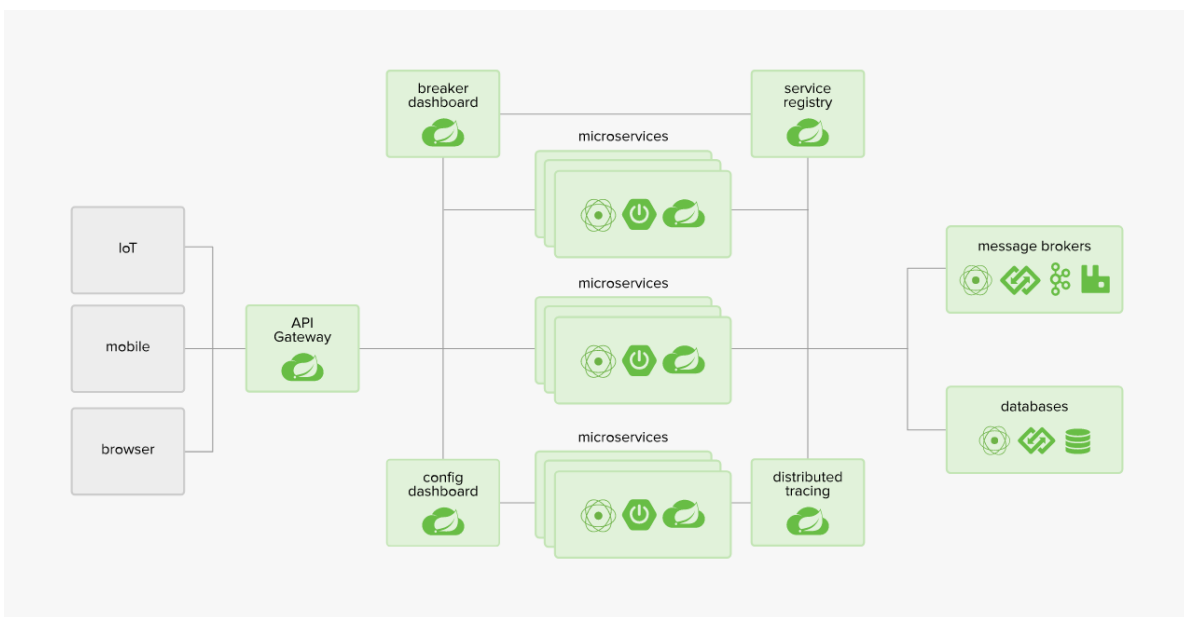 breaker
dashboard
service
registry
microservices
IoT
message brokers
microservices
API
Gateway
mobile
databases
microservices
browser
config
dashboard
distributed
tracing